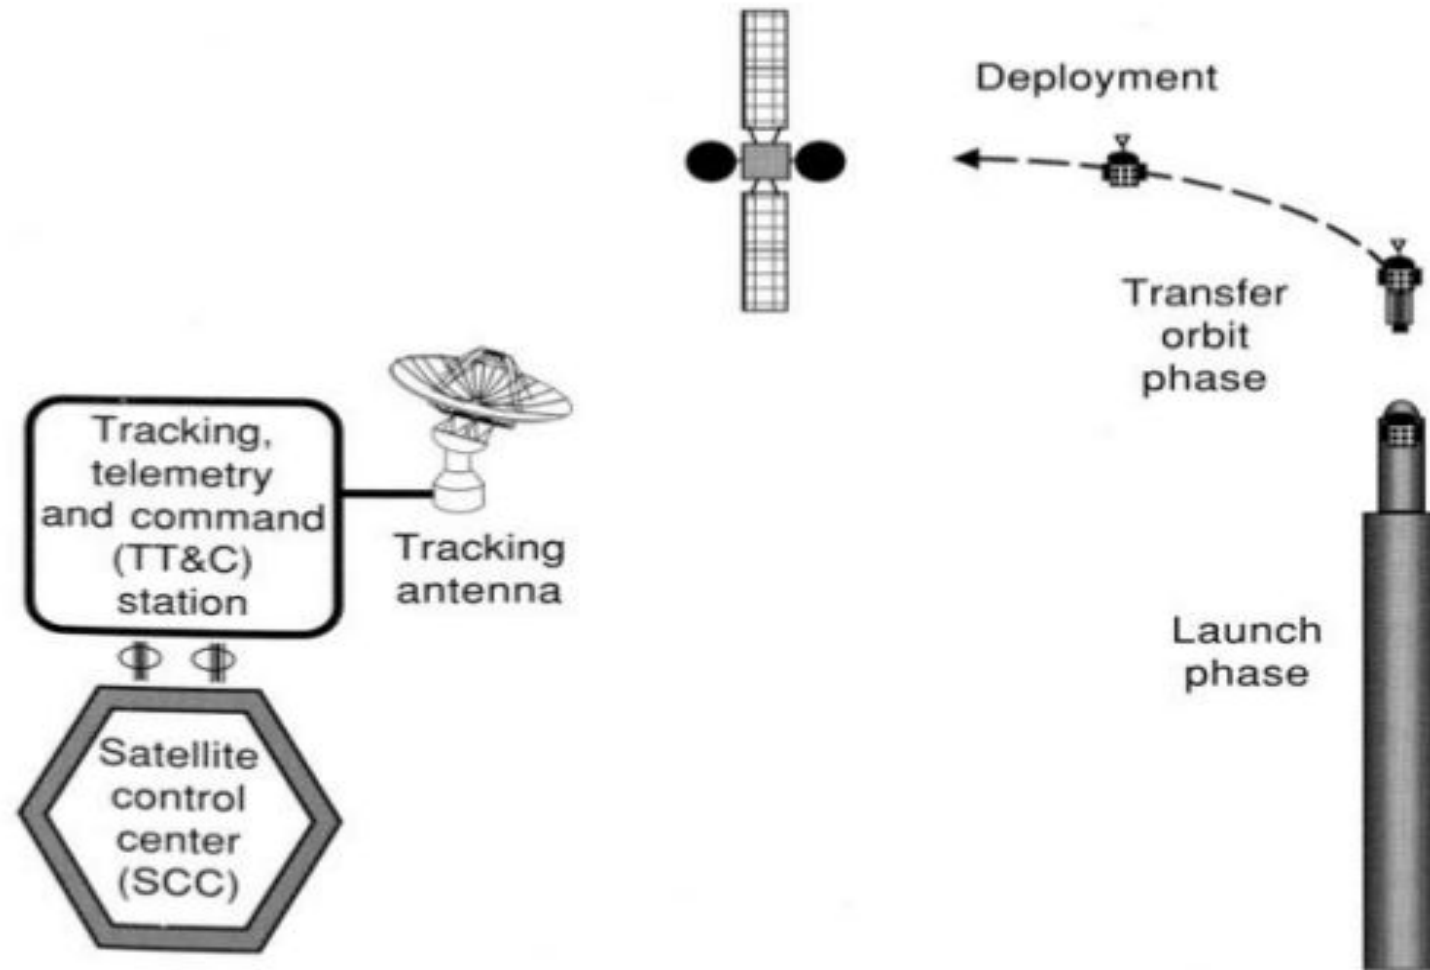 Deployment
Transfer
orbit
phase
Tracking,
telemetry
and command
(TT&C)
station
Tracking
antenna
Launch
phase
Satellite
control
center
(SCC)